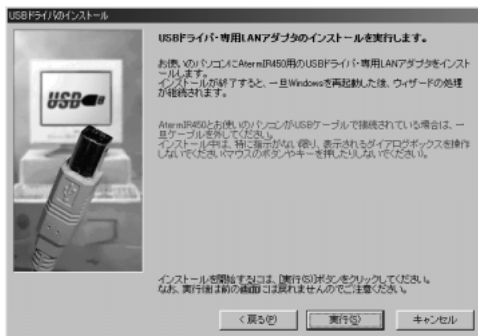 USBドライバのインストール
USBドライバ・専用LANアダプタのインストールを実行します。
お使いのパソコンにAtermIR450用のUSBドライバ・専用LANアダプタをインスト
ールします。
インストールが終了すると、一旦Windowsを再起動した後、ウィザードの処理
が継続されます。
USB
AtermIR450とお使いのパソコンがUSBケーブルで接続されている場合は、一
旦ケーブルを外してください。
インストール中は、特に指示がない限り、表示されるダイアログボックスを操作
しないでください(マウスのボタンやキーを押したりしないでください)。
インストールを開始するには、[実行(S)]ボタンをクリックしてください。
なお、実行後は前の画面には戻れませんのでご注意ください。
< 戻る(P) 実行(S) キャンセル